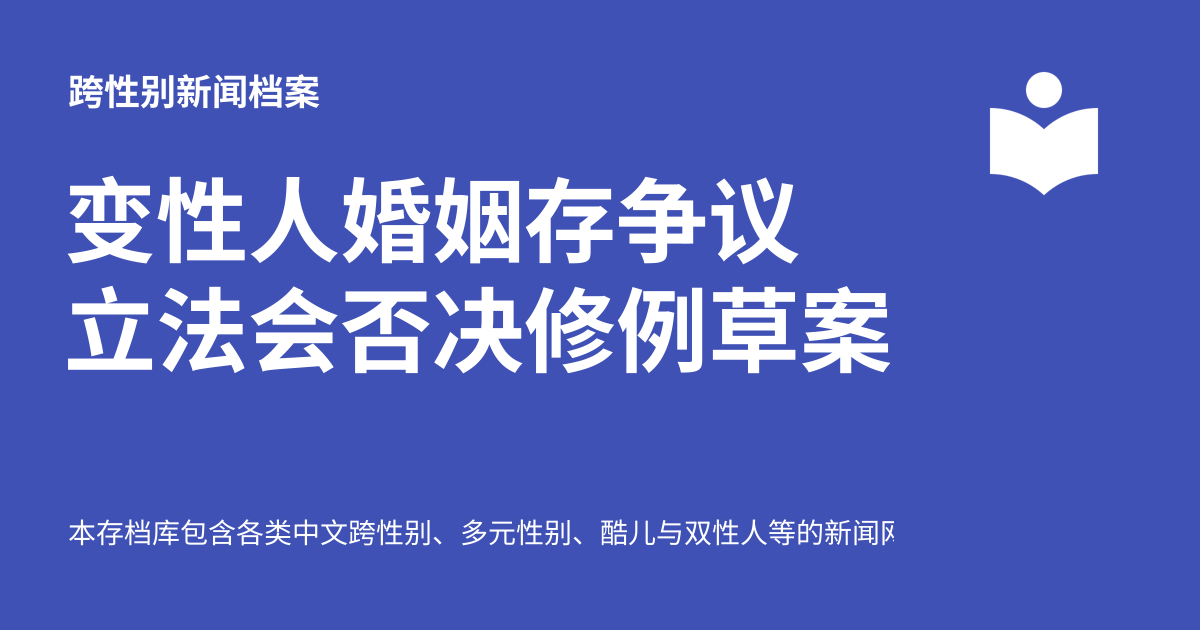 跨性别新闻档案
变性人婚姻存争议
立法会否决修例草案
本存档库包含各类中文跨性别、多元性别、酷儿与双性人等的新闻